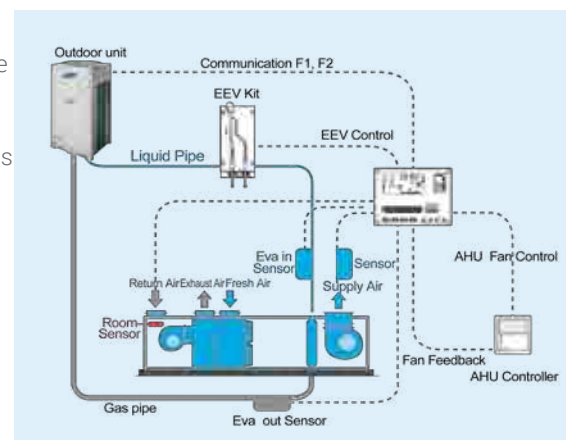 Outdoor unit
e
Communication F1, F2
EEV Kit
EEV Control
s
Liquid Pipe
Eva in
Sensor
Sensor
AHU Fan Control
Return Air Exhaust Air Fresh Air
Supply Air
Room
Sensor
Fan Feedback
AHU Controller
Gas pipe
Eva out Sensor